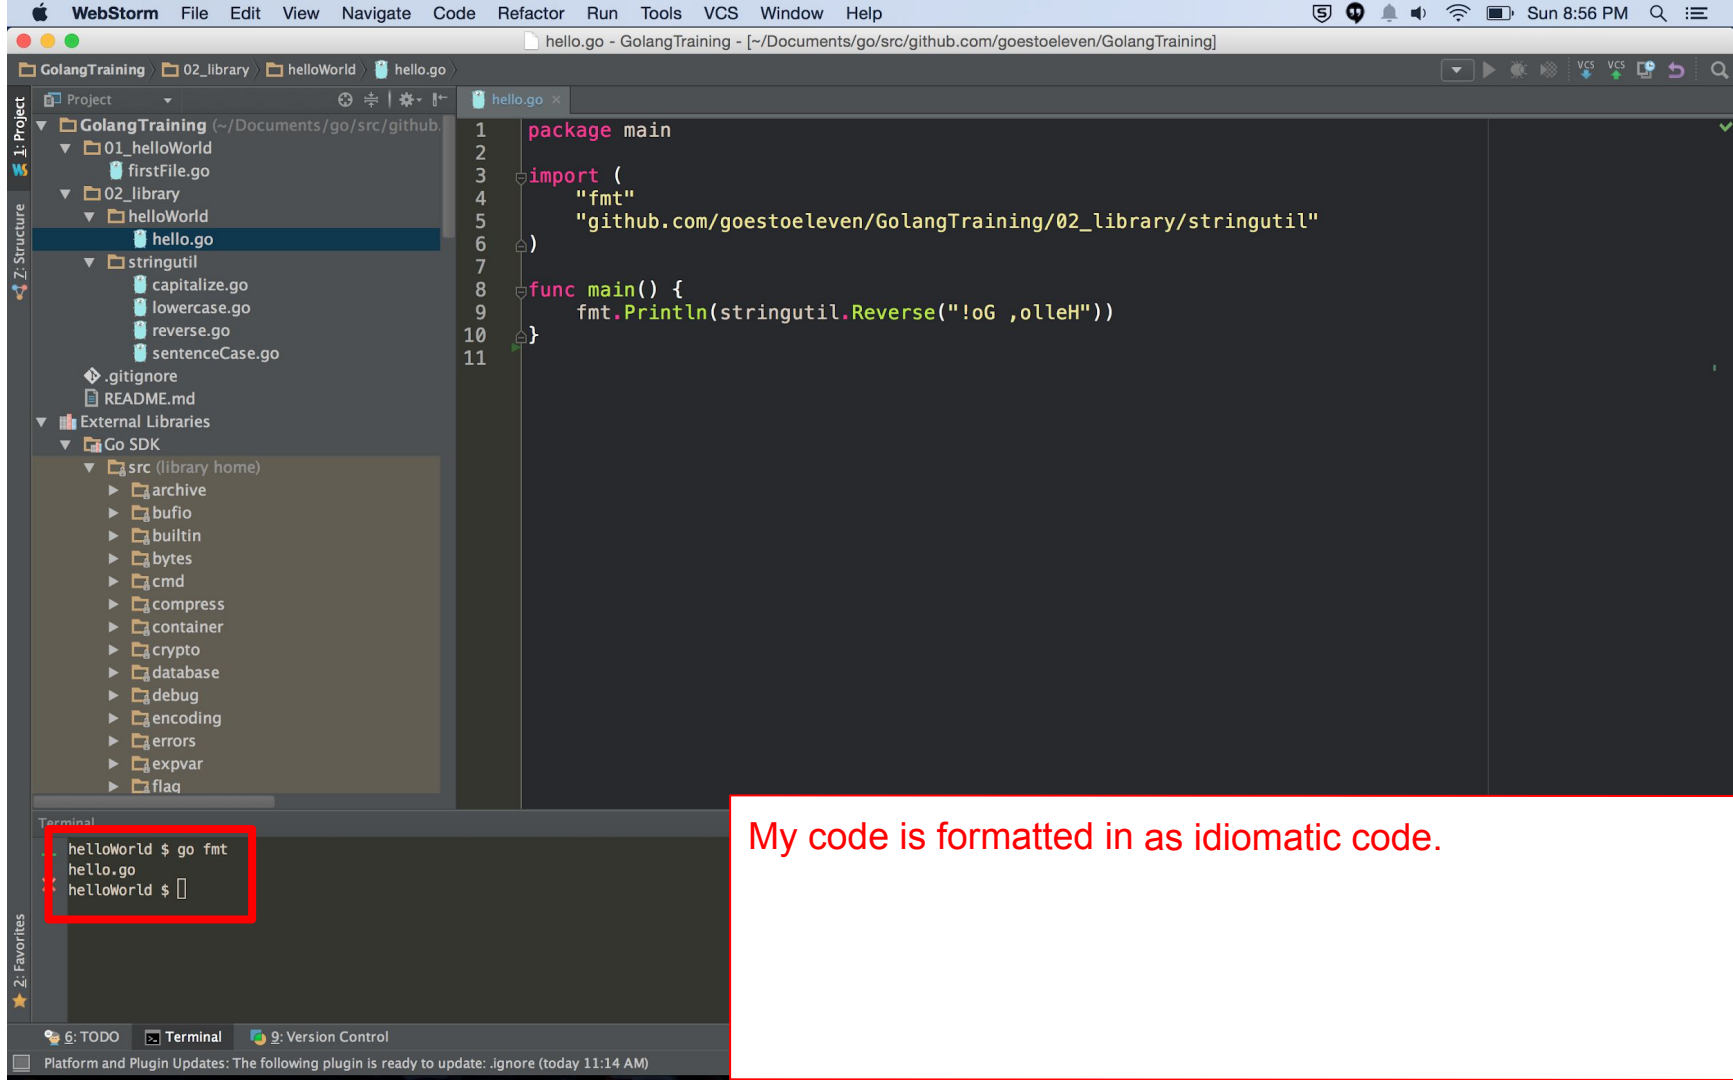 WebStorm File Edit View Navigate Code Refactor Run Tools VCS Window Help Sun 8:56 PM
hello.go - GolangTraining - [~/Documents/go/src/github.com/goestoeleven/GolangTraining]
GolangTraining 02_library helloWorld hello.go VCS VCS
1: Project
Z: Structure
2: Favorites
Project
GolangTraining (~/Documents/go/src/github.
01_helloWorld
firstFile.go
02_library
helloWorld
hello.go
stringutil
capitalize.go
lowercase.go
reverse.go
sentenceCase.go
.gitignore
README.md
External Libraries
Go SDK
src (library home)
archive
bufio
builtin
bytes
cmd
compress
container
crypto
database
debug
encoding
errors
expvar
flag
hello.go
1 package main
2
3 import (
4 "fmt"
5 "github.com/goestoeleven/GolangTraining/02_library/stringutil"
6 )
7
8 func main() {
9 fmt.Println(stringutil.Reverse("!oG ,olleH"))
10 }
11
Terminal
helloWorld $ go fmt
hello.go
helloWorld $
My code is formatted in as idiomatic code.
6: TODO Terminal 9: Version Control
Platform and Plugin Updates: The following plugin is ready to update: .ignore (today 11:14 AM)